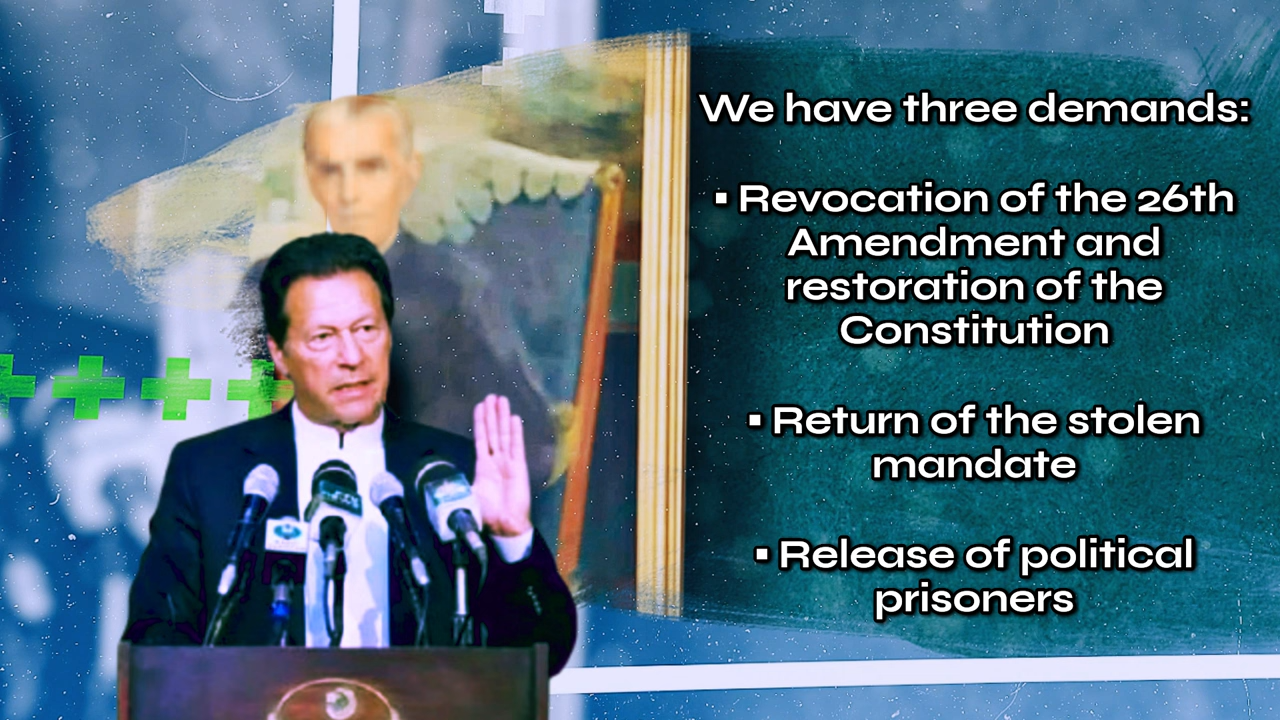 We have three demands:
▪ Revocation of the 26th
Amendment and
restoration of the
Constitution
▪ Return of the stolen
mandate
▪ Release of political
prisoners